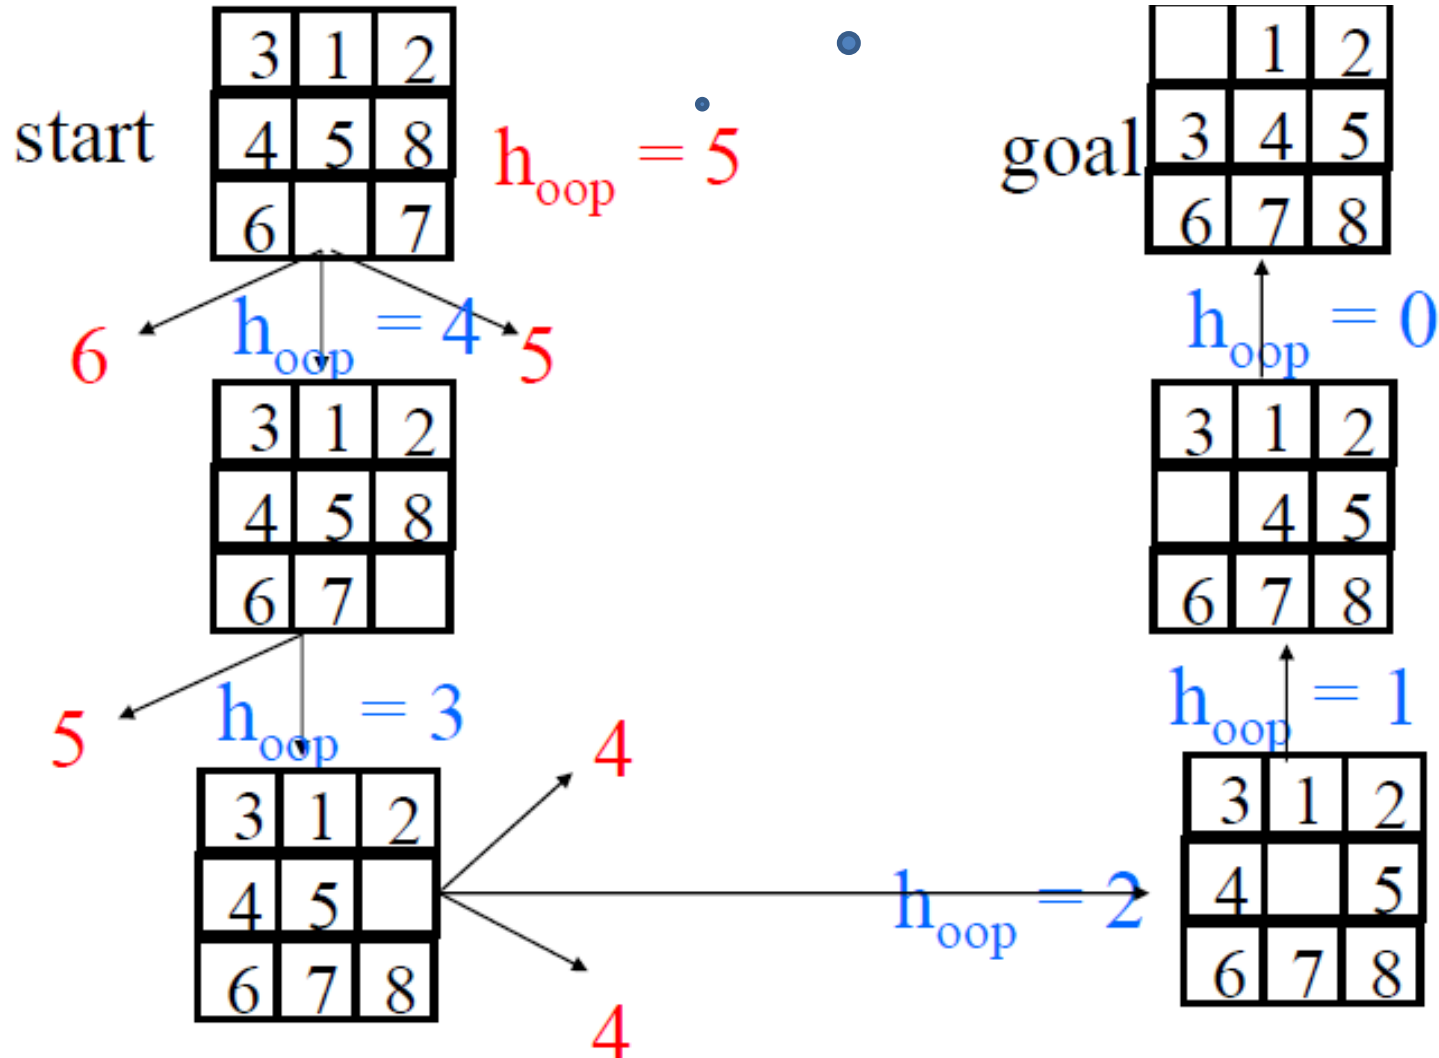 start
3 1 2
4 5 8
6 7
h_oop = 5
goal
1 2
3 4 5
6 7 8
6
h_oop = 4
5
h_oop = 0
3 1 2
4 5 8
6 7
3 1 2
4 5
6 7 8
5
h_oop = 3
h_oop = 1
4
3 1 2
4 5
6 7 8
h_oop = 2
3 1 2
4 5
6 7 8
4